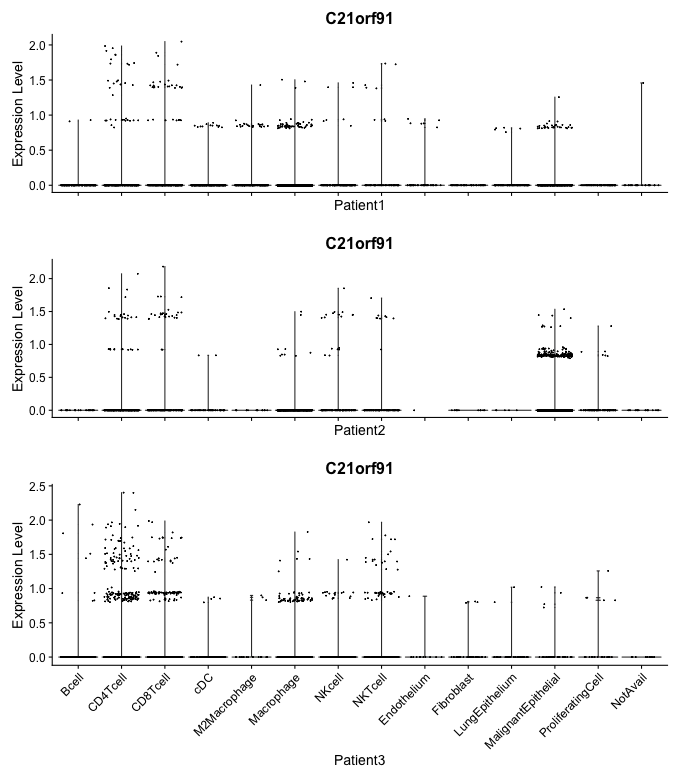 C21orf91
Expression Level
2.0
1.5
1.0
0.5
0.0
Patient1
C21orf91
Expression Level
2.0
1.5
1.0
0.5
0.0
Patient2
C21orf91
Expression Level
2.5
2.0
1.5
1.0
0.5
0.0
Bcell
CD4Tcell
CD8Tcell
cDC
M2Macrophage
Macrophage
NKcell
NKTcell
Endothelium
Fibroblast
LungEpithelium
MalignantEpithelial
ProliferatingCell
NotAvail
Patient3